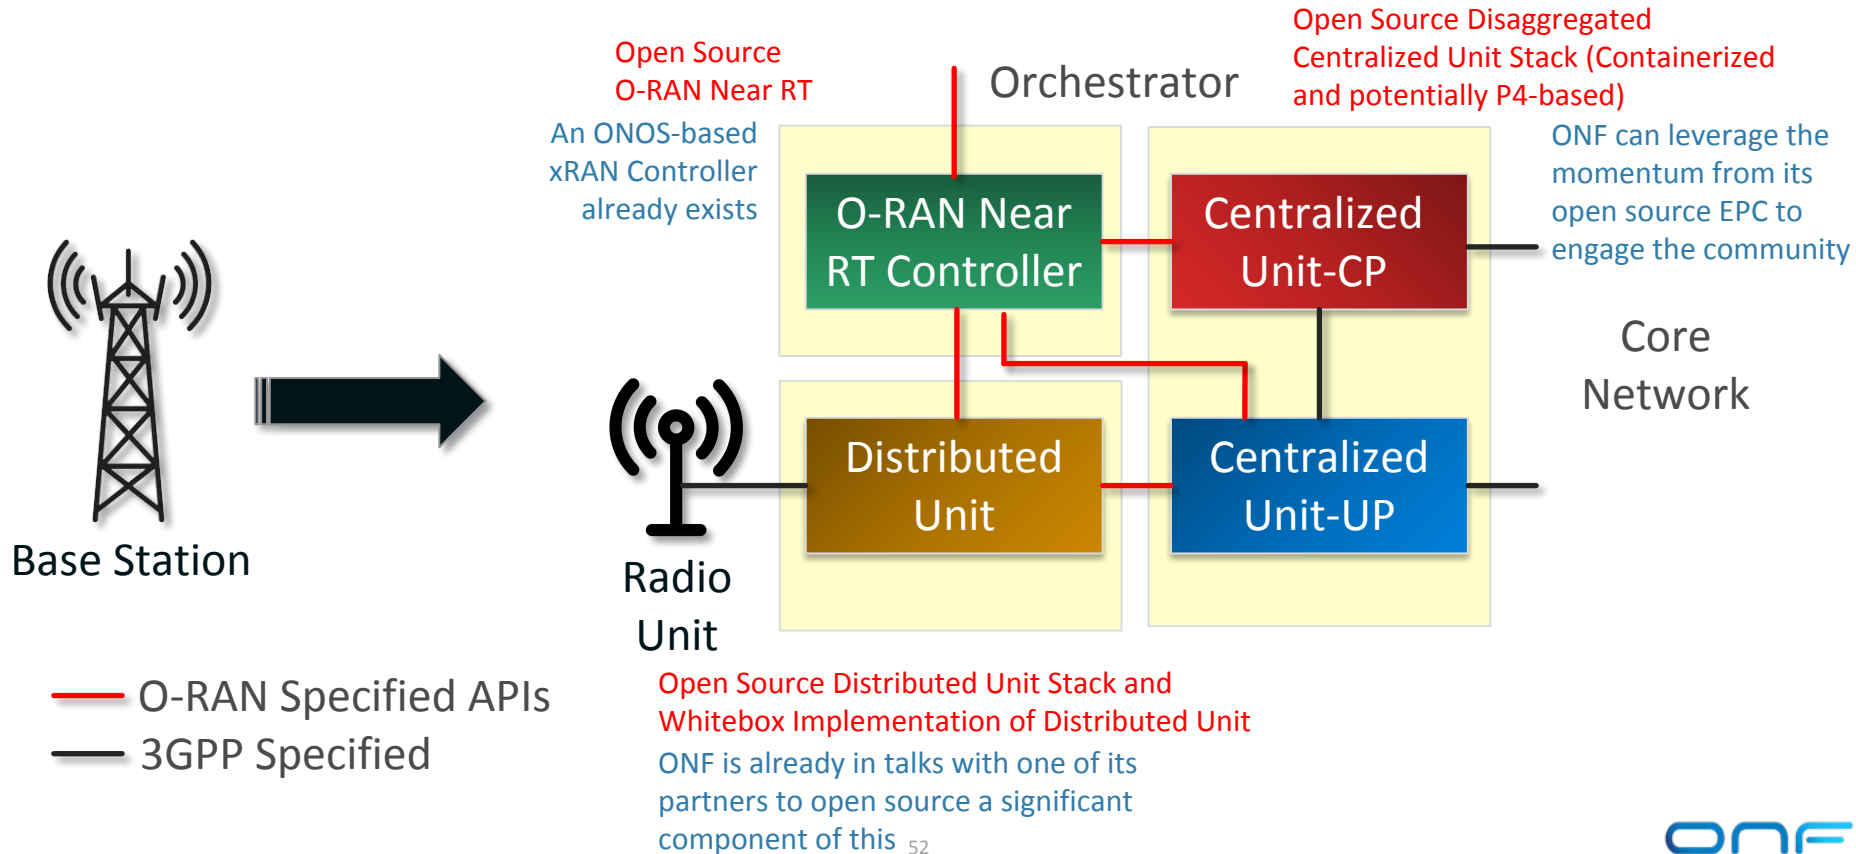 Open Source
O-RAN Near RT
An ONOS-based
xRAN Controller
already exists
Orchestrator
Open Source Disaggregated
Centralized Unit Stack (Containerized
and potentially P4-based)
ONF can leverage the
momentum from its
open source EPC to
engage the community
O-RAN Near
RT Controller
Centralized
Unit-CP
Core
Network
Distributed
Unit
Centralized
Unit-UP
Base Station
Radio
Unit
O-RAN Specified APIs
3GPP Specified
Open Source Distributed Unit Stack and
Whitebox Implementation of Distributed Unit
ONF is already in talks with one of its
partners to open source a significant
component of this
52
ONF